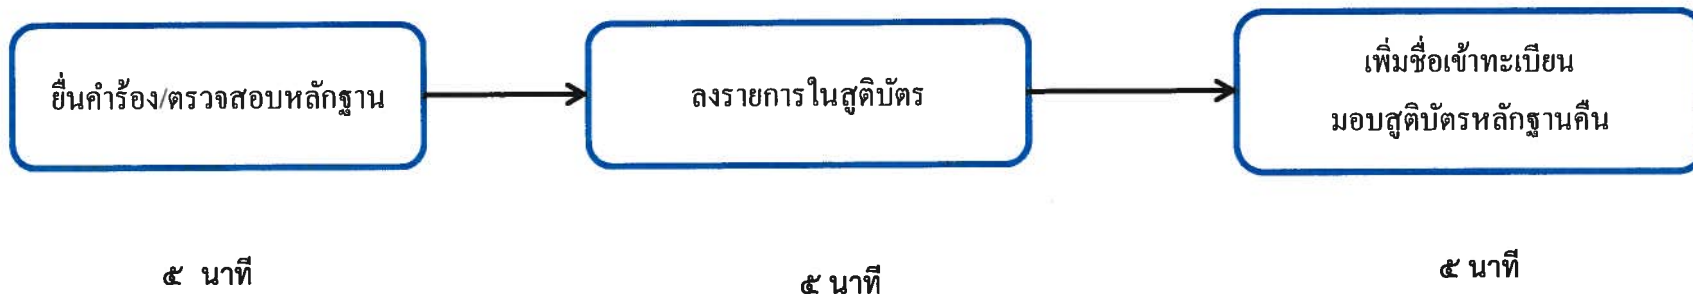 ยื่นคำร้อง/ตรวจสอบหลักฐาน
ลงรายการในสูติบัตร
เพิ่มชื่อเข้าทะเบียน
มอบสูติบัตรหลักฐานคืน
๕ นาที
๕ นาที
๕ นาที